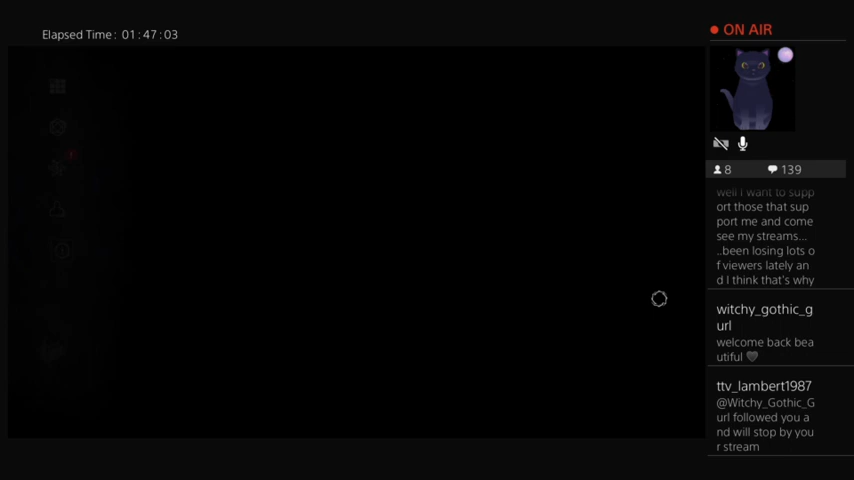 Elapsed Time : 01:47:03
ON AIR
8
139
well I want to supp
ort those that sup
port me and come
see my streams...
..been losing lots o
f viewers lately an
d I think that's why
witchy_gothic_g
url
welcome back bea
utiful 🖤
ttv_lambert1987
@Witchy_Gothic_G
url followed you a
nd will stop by you
r stream